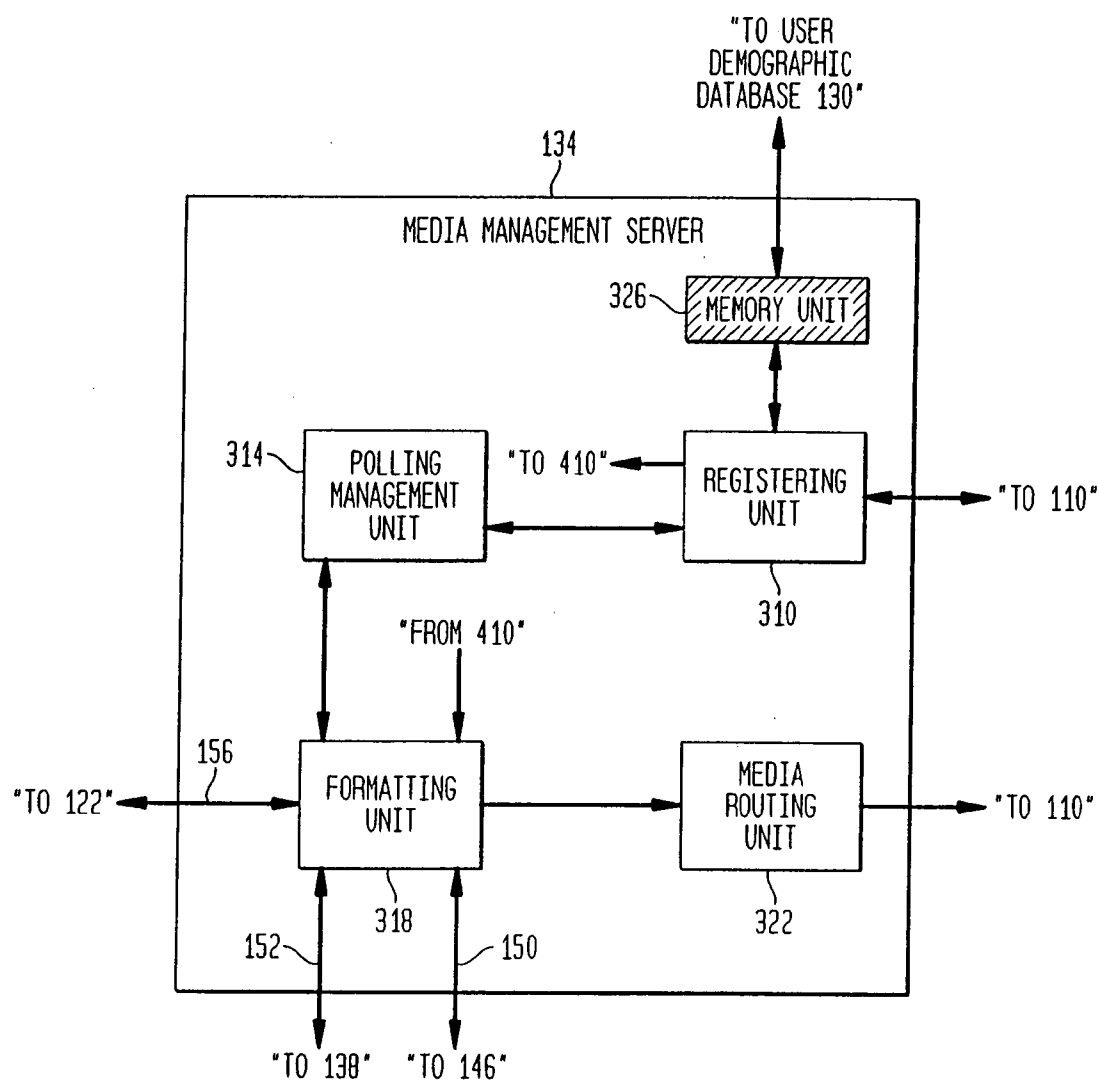 "TO USER
DEMOGRAPHIC
DATABASE 130"
134
MEDIA MANAGEMENT SERVER
326
MEMORY UNIT
314
POLLING
MANAGEMENT
UNIT
"TO 410"
REGISTERING
UNIT
"TO 110"
310
"FROM 410"
156
"TO 122"
FORMATTING
UNIT
MEDIA
ROUTING
UNIT
"TO 110"
318
322
152
150
"TO 138"
"TO 146"